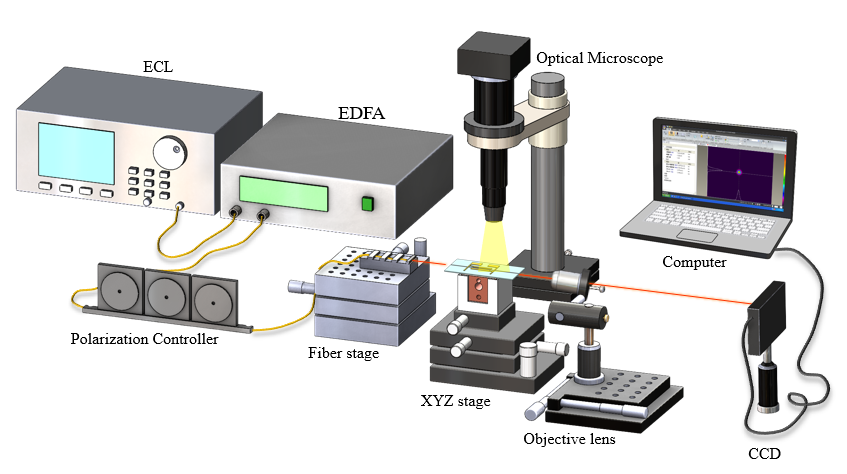 Optical Microscope
ECL
EDFA
Computer
Polarization Controller
Fiber stage
XYZ stage
Objective lens
CCD